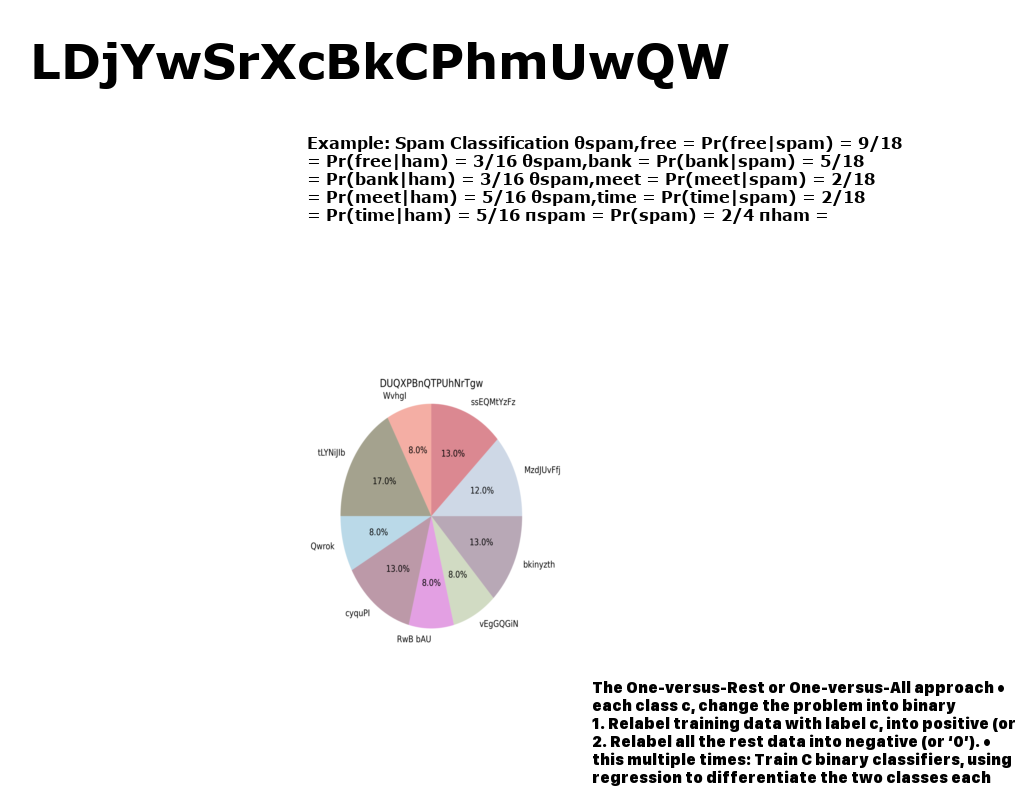 LDjYwSrXcBkCPhmUwQW
Example: Spam Classification θspam,free = Pr(free|spam) = 9/18
= Pr(free|ham) = 3/16 θspam,bank = Pr(bank|spam) = 5/18
= Pr(bank|ham) = 3/16 θspam,meet = Pr(meet|spam) = 2/18
= Pr(meet|ham) = 5/16 θspam,time = Pr(time|spam) = 2/18
= Pr(time|ham) = 5/16 πspam = Pr(spam) = 2/4 πham =
DUQXPBnQTPUhNrTgw
WvhgI
ssEQMtYzFz
tLYNiJIb
8.0%
13.0%
MzdJUvFfj
17.0%
12.0%
Qwrok
8.0%
13.0%
bkinyzth
13.0%
8.0%
8.0%
cyquPI
vEgGQGiN
RwB bAU
The One-versus-Rest or One-versus-All approach •
each class c, change the problem into binary
1. Relabel training data with label c, into positive (or
2. Relabel all the rest data into negative (or ‘0’). •
this multiple times: Train C binary classifiers, using
regression to differentiate the two classes each